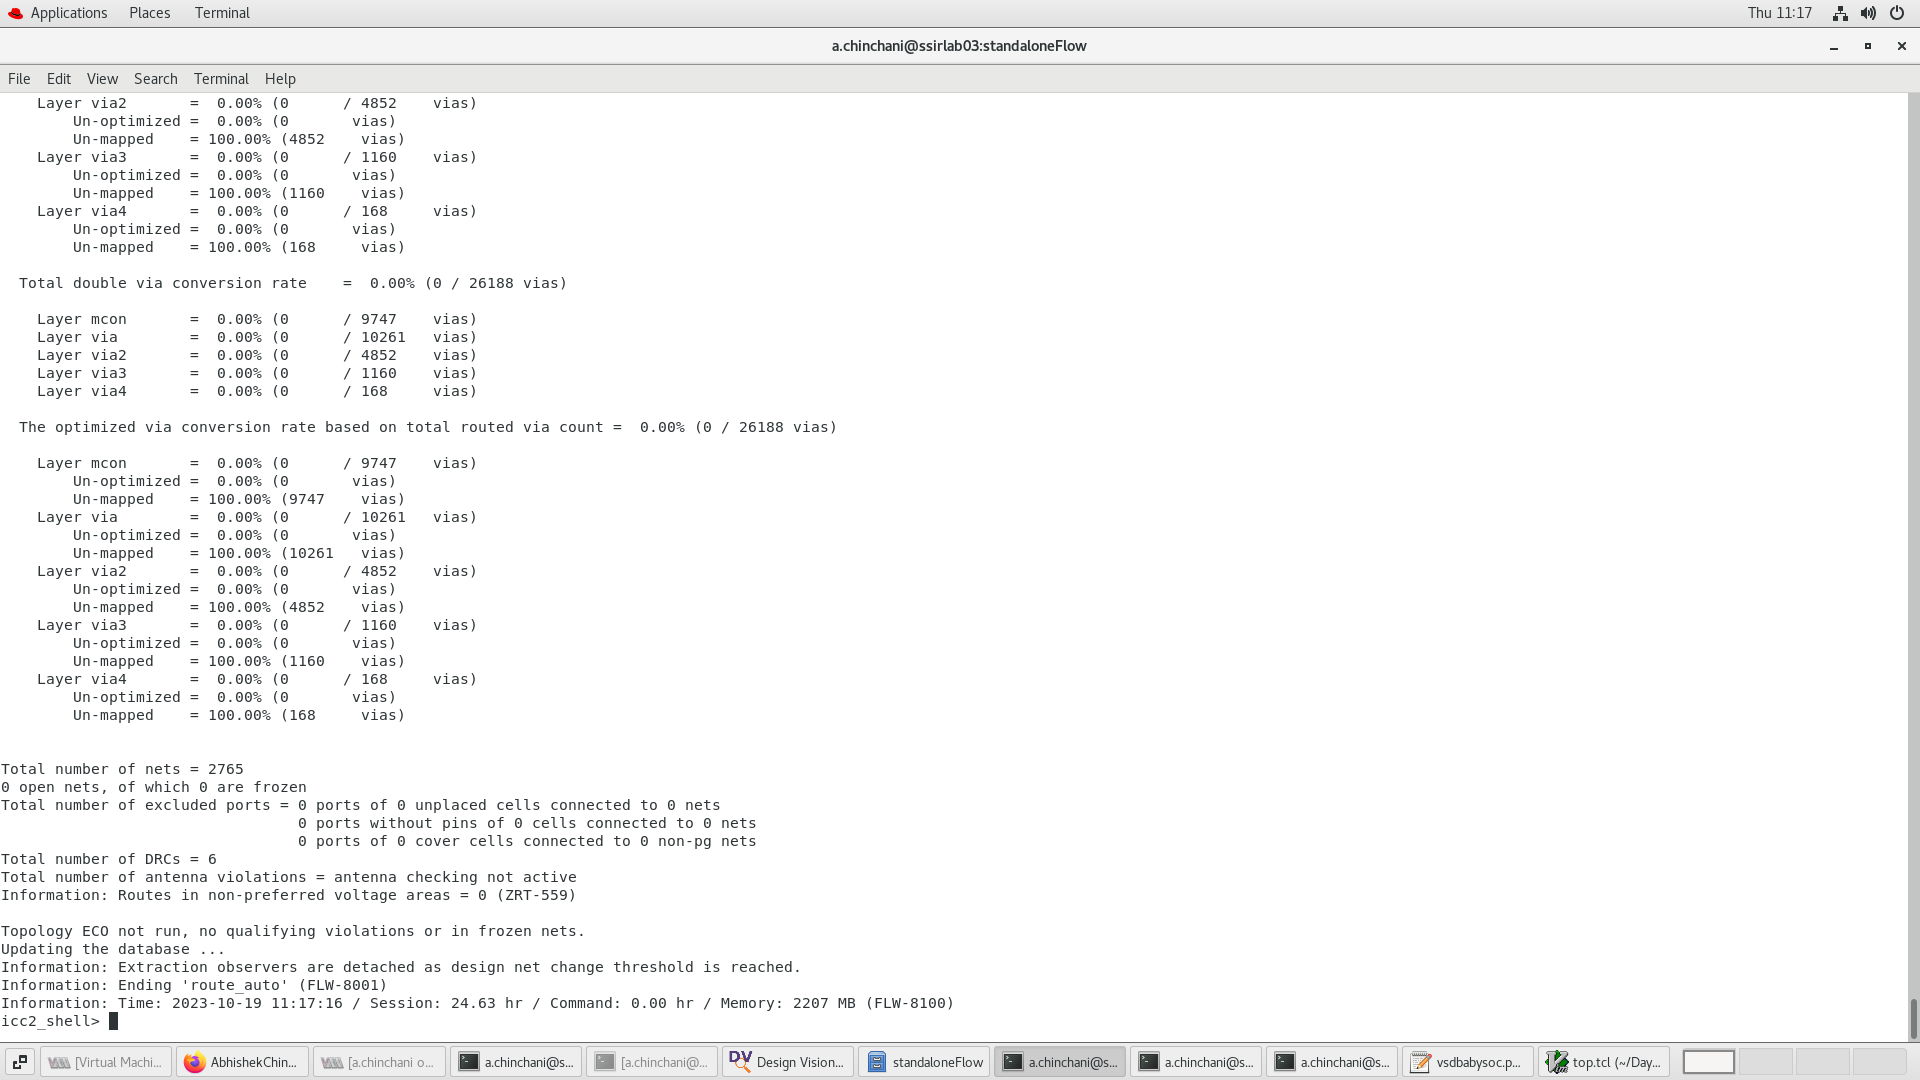 Applications Places Terminal Thu 11:17
a.chinchani@ssirlab03:standaloneFlow
File Edit View Search Terminal Help
    Layer via2       =  0.00% (0      / 4852    vias)
        Un-optimized =  0.00% (0       vias)
        Un-mapped    = 100.00% (4852    vias)
    Layer via3       =  0.00% (0      / 1160    vias)
        Un-optimized =  0.00% (0       vias)
        Un-mapped    = 100.00% (1160    vias)
    Layer via4       =  0.00% (0      / 168     vias)
        Un-optimized =  0.00% (0       vias)
        Un-mapped    = 100.00% (168     vias)
  Total double via conversion rate    =  0.00% (0 / 26188 vias)
    Layer mcon       =  0.00% (0      / 9747    vias)
    Layer via        =  0.00% (0      / 10261   vias)
    Layer via2       =  0.00% (0      / 4852    vias)
    Layer via3       =  0.00% (0      / 1160    vias)
    Layer via4       =  0.00% (0      / 168     vias)
  The optimized via conversion rate based on total routed via count =  0.00% (0 / 26188 vias)
    Layer mcon       =  0.00% (0      / 9747    vias)
        Un-optimized =  0.00% (0       vias)
        Un-mapped    = 100.00% (9747    vias)
    Layer via        =  0.00% (0      / 10261   vias)
        Un-optimized =  0.00% (0       vias)
        Un-mapped    = 100.00% (10261   vias)
    Layer via2       =  0.00% (0      / 4852    vias)
        Un-optimized =  0.00% (0       vias)
        Un-mapped    = 100.00% (4852    vias)
    Layer via3       =  0.00% (0      / 1160    vias)
        Un-optimized =  0.00% (0       vias)
        Un-mapped    = 100.00% (1160    vias)
    Layer via4       =  0.00% (0      / 168     vias)
        Un-optimized =  0.00% (0       vias)
        Un-mapped    = 100.00% (168     vias)
Total number of nets = 2765
0 open nets, of which 0 are frozen
Total number of excluded ports = 0 ports of 0 unplaced cells connected to 0 nets
                                 0 ports without pins of 0 cells connected to 0 nets
                                 0 ports of 0 cover cells connected to 0 non-pg nets
Total number of DRCs = 6
Total number of antenna violations = antenna checking not active
Information: Routes in non-preferred voltage areas = 0 (ZRT-559)
Topology ECO not run, no qualifying violations or in frozen nets.
Updating the database ...
Information: Extraction observers are detached as design net change threshold is reached.
Information: Ending 'route_auto' (FLW-8001)
Information: Time: 2023-10-19 11:17:16 / Session: 24.63 hr / Command: 0.00 hr / Memory: 2207 MB (FLW-8100)
icc2_shell>
[Virtual Machi... AbhishekChin... [a.chinchani o... a.chinchani@s... [a.chinchani@... DV Design Vision... standaloneFlow a.chinchani@s... a.chinchani@s... a.chinchani@s... vsdbabysoc.p... top.tcl (~/Day...